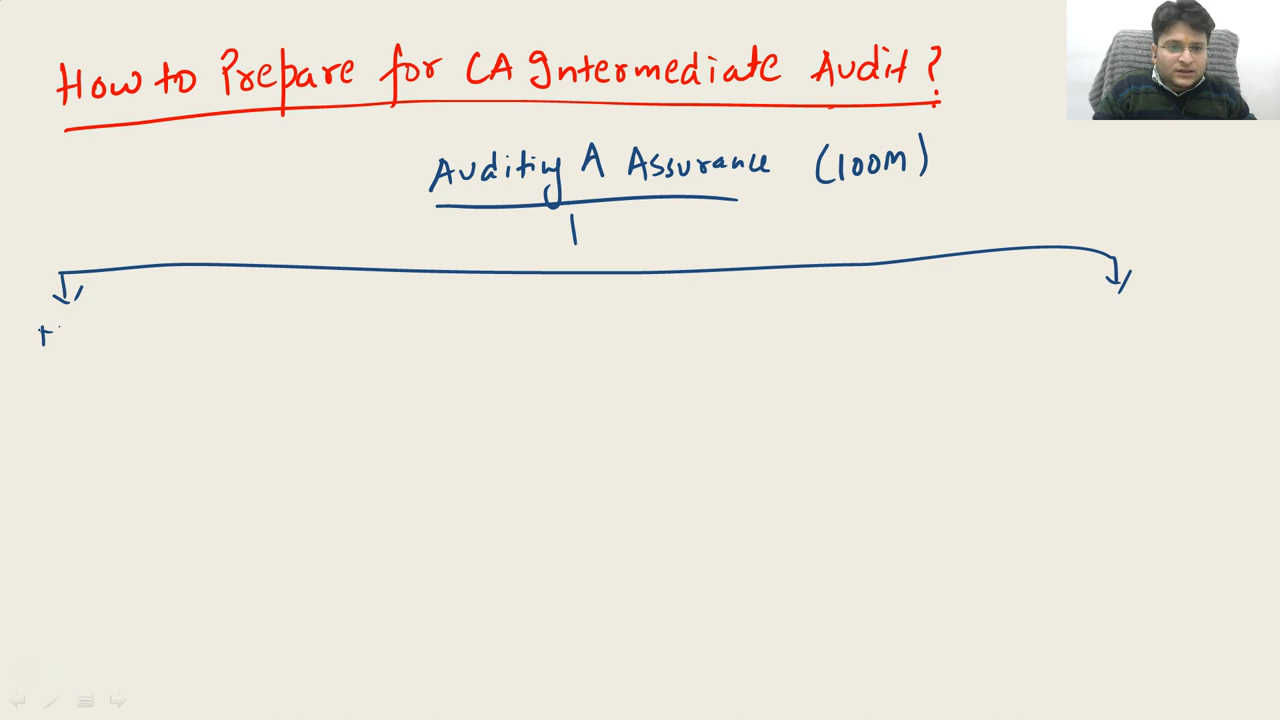 How to Prepare for CA Intermediate Audit?
Auditing A Assurance (100M)